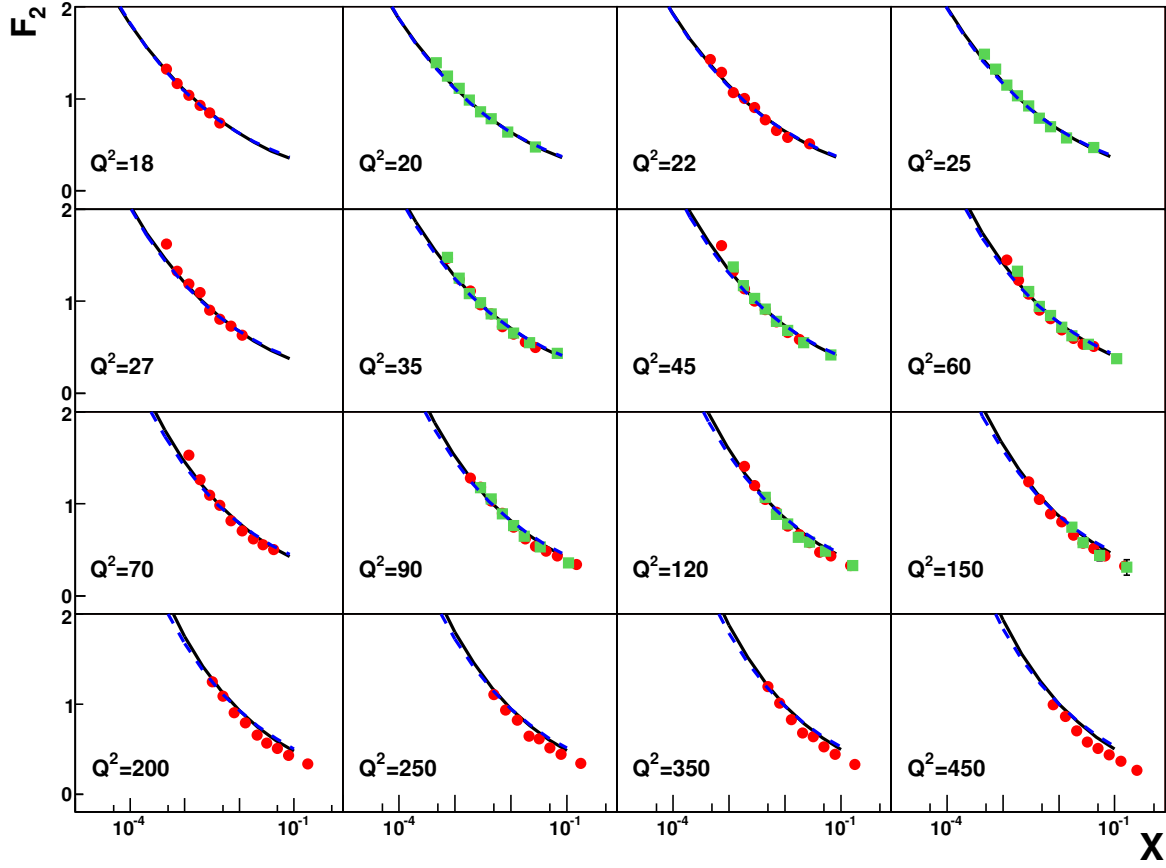 F₂
2
1
0
Q²=18
Q²=20
Q²=22
Q²=25
2
1
0
Q²=27
Q²=35
Q²=45
Q²=60
2
1
0
Q²=70
Q²=90
Q²=120
Q²=150
2
1
0
Q²=200
Q²=250
Q²=350
Q²=450
10⁻⁴ 10⁻¹ 10⁻⁴ 10⁻¹ 10⁻⁴ 10⁻¹ 10⁻⁴ 10⁻¹
X